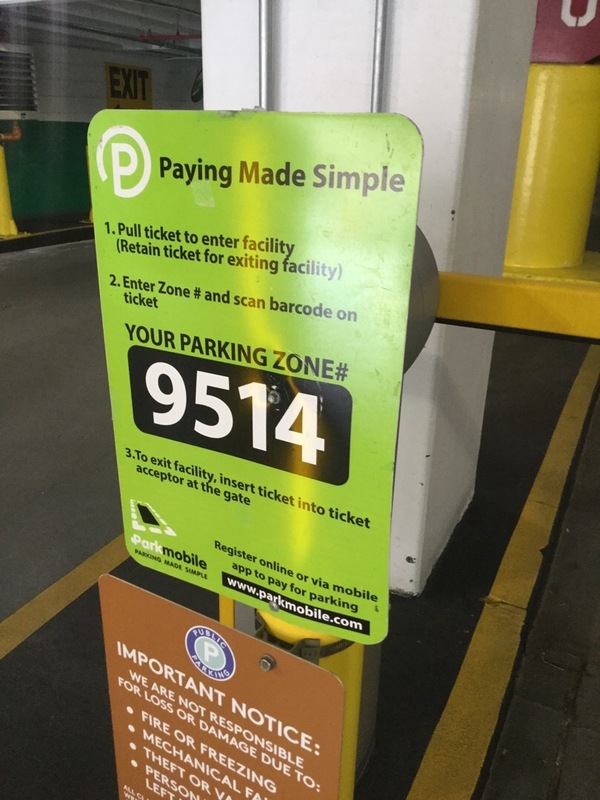 EXIT
P
Paying Made Simple
1. Pull ticket to enter facility
(Retain ticket for exiting facility)
2. Enter Zone # and scan barcode on
ticket
YOUR PARKING ZONE#
9514
3.To exit facility, insert ticket into ticket
acceptor at the gate
Parkmobile
PARKING MADE SIMPLE
Register online or via mobile
app to pay for parking
www.parkmobile.com
PUBLIC
P
PARKING
IMPORTANT NOTICE:
WE ARE NOT RESPONSIBLE
FOR LOSS OR DAMAGE DUE TO:
• FIRE OR FREEZING
• MECHANICAL
• THEFT OR
•
LEFT